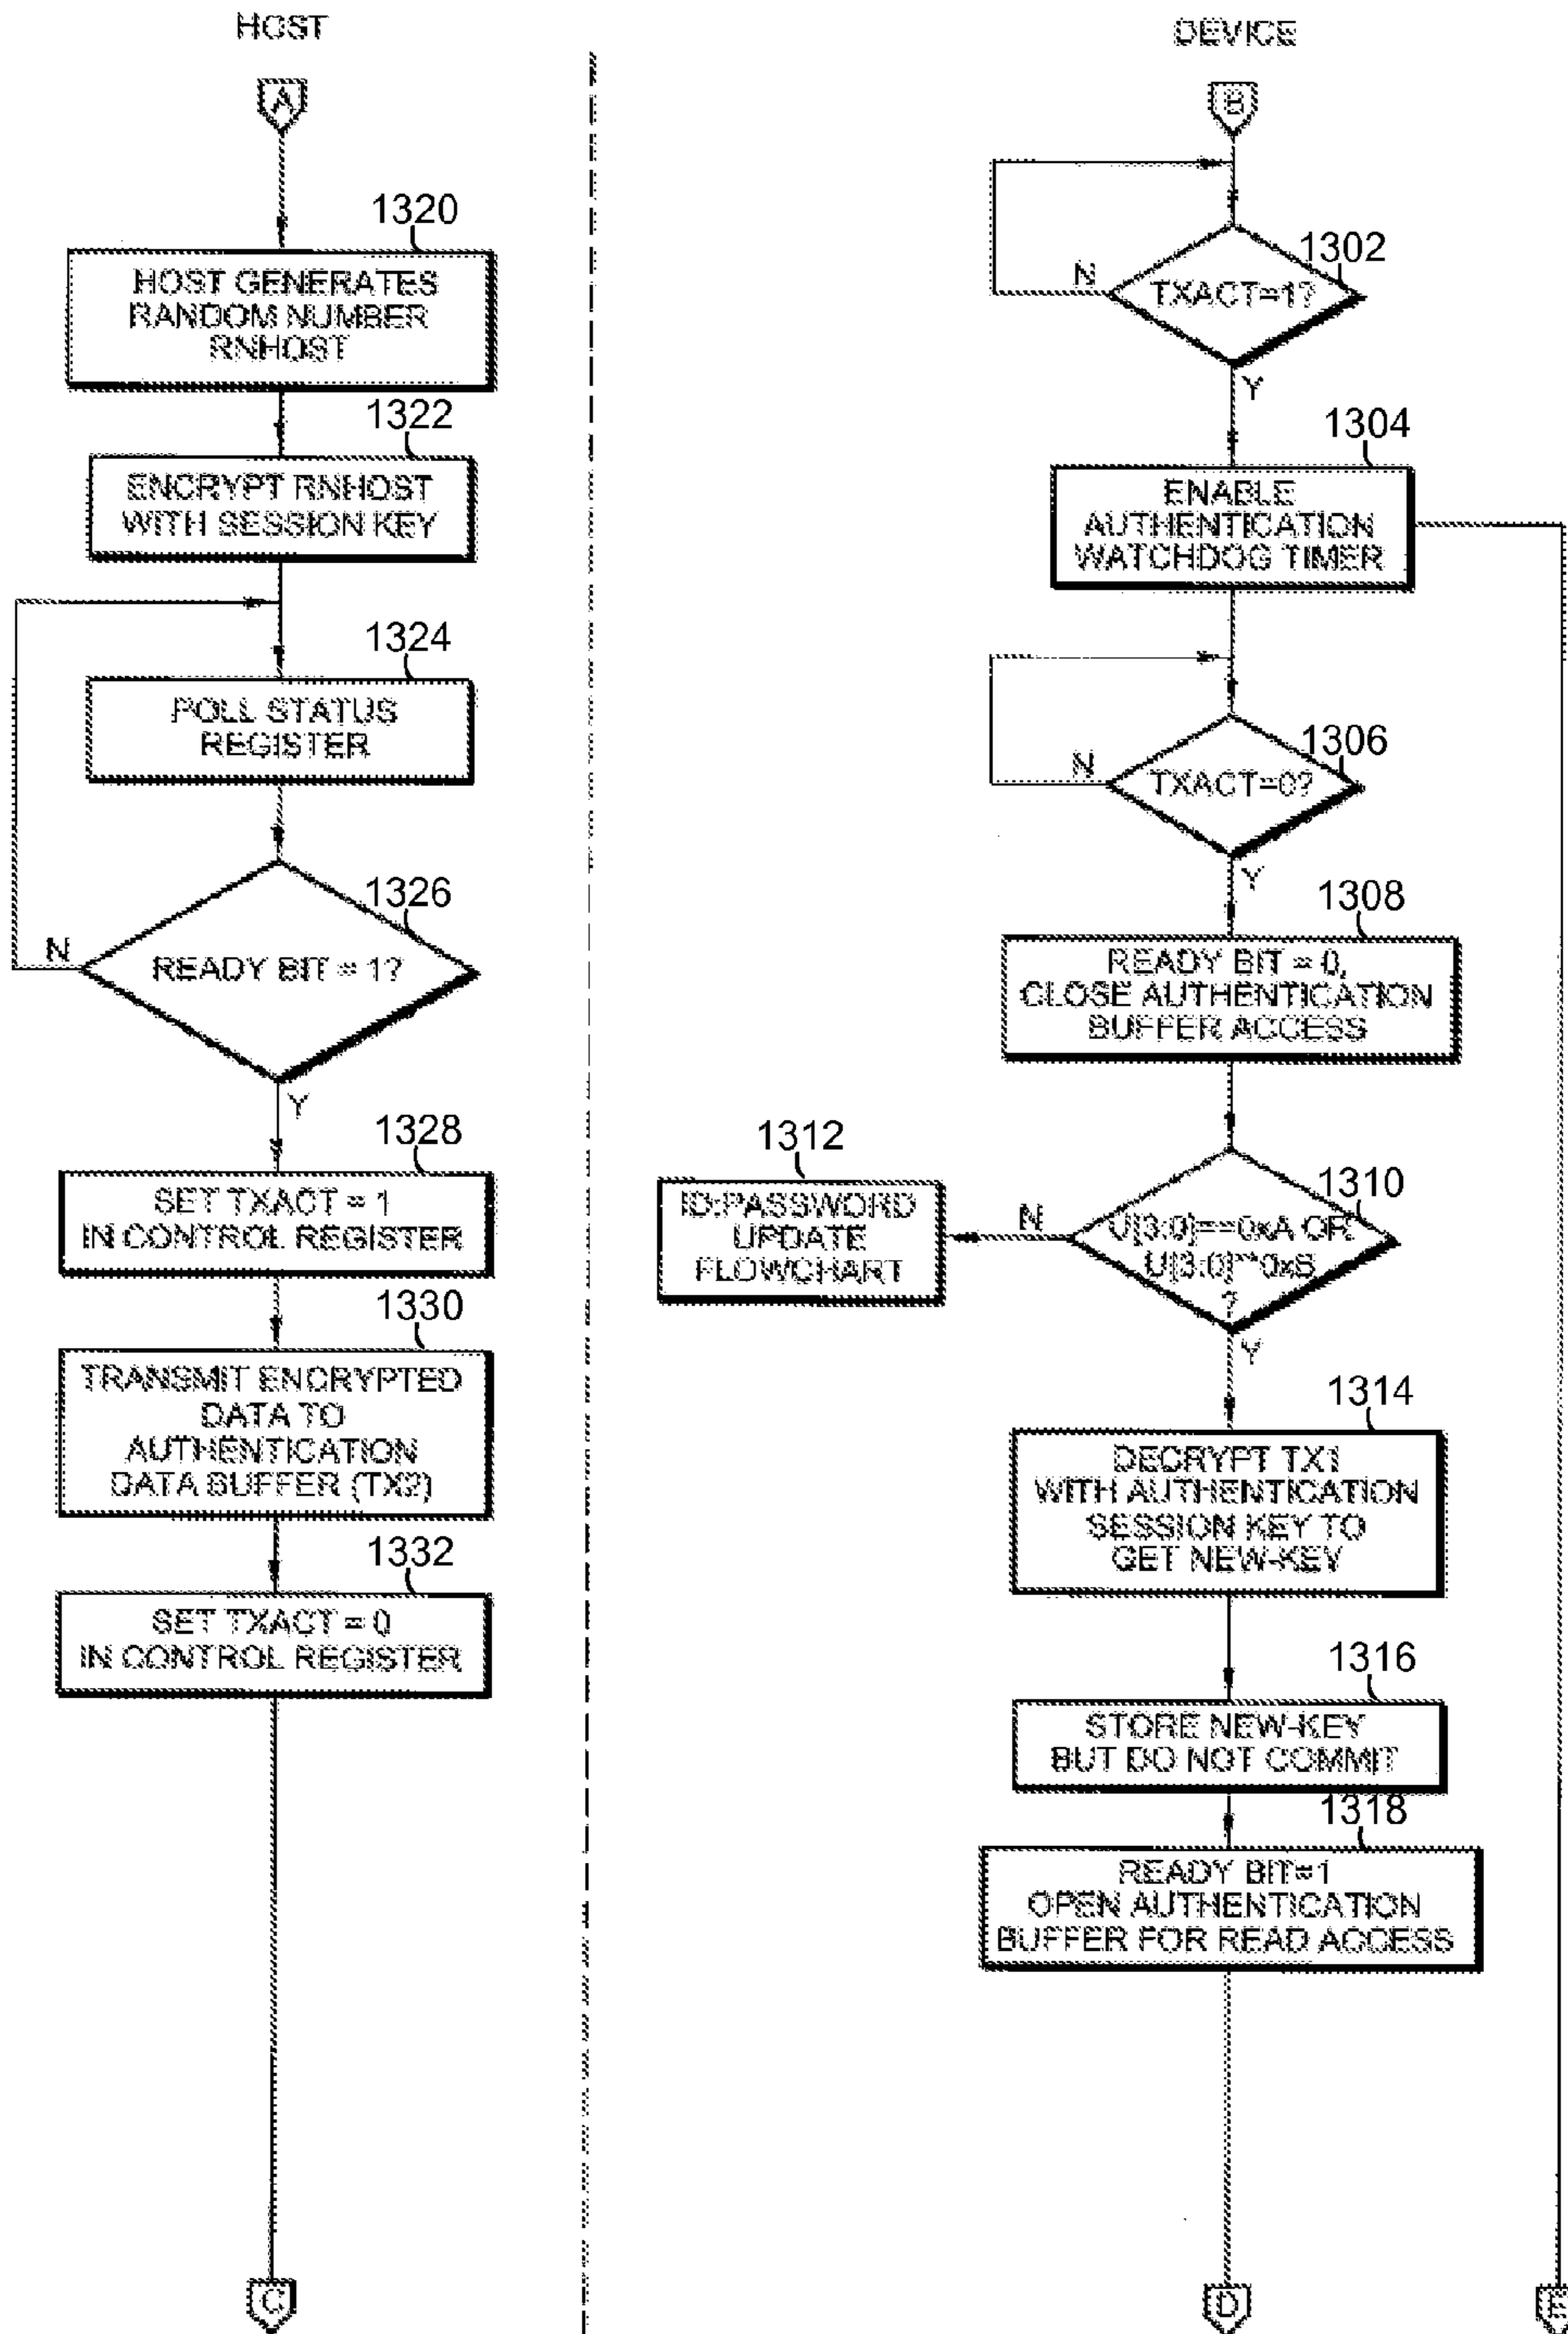 HOST
A
1320
HOST GENERATES
RANDOM NUMBER
RNHOST
1322
ENCRYPT RNHOST
WITH SESSION KEY
1324
POLL STATUS
REGISTER
1326
READY BIT = 1?
N
Y
1328
SET TXACT = 1
IN CONTROL REGISTER
1330
TRANSMIT ENCRYPTED
DATA TO
AUTHENTICATION
DATA BUFFER
1332
SET TXACT = 0
IN CONTROL REGISTER
C
DEVICE
B
1302
TXACT=1?
N
Y
1304
ENABLE
AUTHENTICATION
WATCHDOG TIMER
1306
TXACT=0?
N
Y
1308
READY BIT = 0,
CLOSE AUTHENTICATION
BUFFER ACCESS
1310
U[3:0]==0xA OR
?
N
Y
1312
ID:PASSWORD
UPDATE
FLOWCHART
1314
DECRYPT TX1
WITH AUTHENTICATION
SESSION KEY TO
GET NEW-KEY
1316
STORE NEW-KEY
BUT DO NOT COMMIT
1318
READY BIT=1
OPEN AUTHENTICATION
BUFFER FOR READ ACCESS
D
E